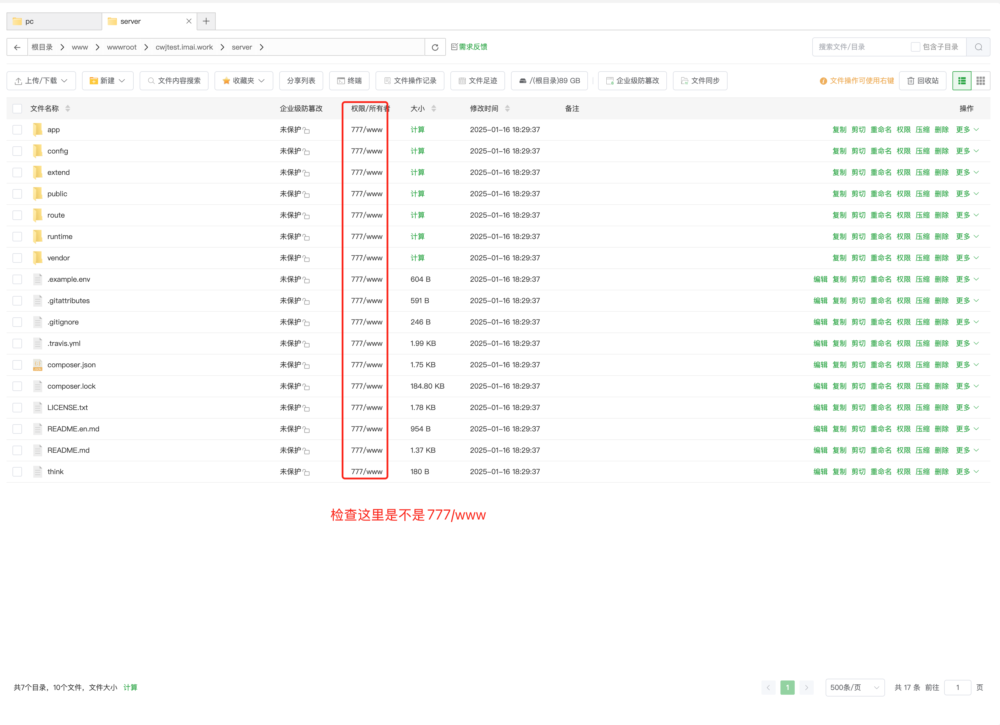 pc server
根目录 www wwwroot cwjtest.imai.work server 需求反馈 搜索文件/目录 包含子目录
上传/下载 新建 文件内容搜索 收藏夹 分享列表 终端 文件操作记录 文件足迹 /(根目录)89 GB 企业级防篡改 文件同步 文件操作可使用右键 回收站
文件名称 企业级防篡改 权限/所有者 大小 修改时间 备注 操作
app 未保护 777/www 计算 2025-01-16 18:29:37 复制 剪切 重命名 权限 压缩 删除 更多
config 未保护 777/www 计算 2025-01-16 18:29:37 复制 剪切 重命名 权限 压缩 删除 更多
extend 未保护 777/www 计算 2025-01-16 18:29:37 复制 剪切 重命名 权限 压缩 删除 更多
public 未保护 777/www 计算 2025-01-16 18:29:37 复制 剪切 重命名 权限 压缩 删除 更多
route 未保护 777/www 计算 2025-01-16 18:29:37 复制 剪切 重命名 权限 压缩 删除 更多
runtime 未保护 777/www 计算 2025-01-16 18:29:37 复制 剪切 重命名 权限 压缩 删除 更多
vendor 未保护 777/www 计算 2025-01-16 18:29:37 复制 剪切 重命名 权限 压缩 删除 更多
.example.env 未保护 777/www 604 B 2025-01-16 18:29:37 编辑 复制 剪切 重命名 权限 压缩 删除 更多
.gitattributes 未保护 777/www 591 B 2025-01-16 18:29:37 编辑 复制 剪切 重命名 权限 压缩 删除 更多
.gitignore 未保护 777/www 246 B 2025-01-16 18:29:37 编辑 复制 剪切 重命名 权限 压缩 删除 更多
.travis.yml 未保护 777/www 1.99 KB 2025-01-16 18:29:37 编辑 复制 剪切 重命名 权限 压缩 删除 更多
composer.json 未保护 777/www 1.75 KB 2025-01-16 18:29:37 编辑 复制 剪切 重命名 权限 压缩 删除 更多
composer.lock 未保护 777/www 184.80 KB 2025-01-16 18:29:37 编辑 复制 剪切 重命名 权限 压缩 删除 更多
LICENSE.txt 未保护 777/www 1.78 KB 2025-01-16 18:29:37 编辑 复制 剪切 重命名 权限 压缩 删除 更多
README.en.md 未保护 777/www 954 B 2025-01-16 18:29:37 编辑 复制 剪切 重命名 权限 压缩 删除 更多
README.md 未保护 777/www 1.37 KB 2025-01-16 18:29:37 编辑 复制 剪切 重命名 权限 压缩 删除 更多
think 未保护 777/www 180 B 2025-01-16 18:29:37 编辑 复制 剪切 重命名 权限 压缩 删除 更多
检查这里是不是777/www
共7个目录，10个文件，文件大小 计算 1 500条/页 共 17 条 前往 1 页